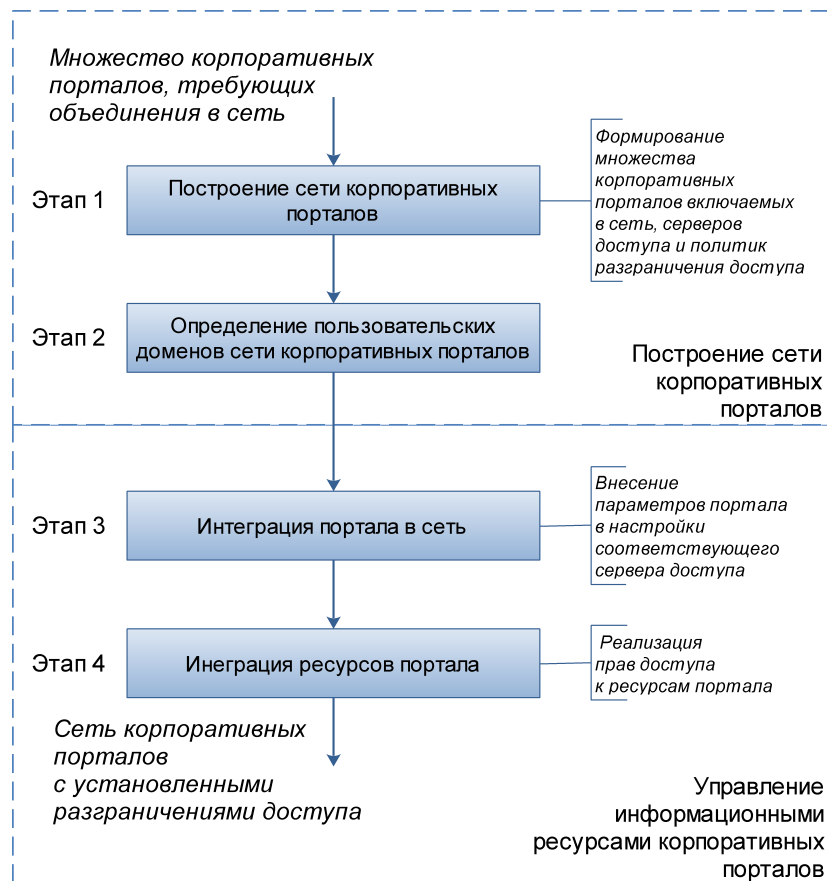 Множество корпоративных
порталов, требующих
объединения в сеть
Этап 1
Построение сети корпоративных
порталов
Формирование
множества
корпоративных
порталов включаемых
в сеть, серверов
доступа и политик
разграничения доступа
Этап 2
Определение пользовательских
доменов сети корпоративных порталов
Построение сети
корпоративных
порталов
Этап 3
Интеграция портала в сеть
Внесение
параметров портала
в настройки
соответствующего
сервера доступа
Этап 4
Инеграция ресурсов портала
Реализация
прав доступа
к ресурсам портала
Сеть корпоративных
порталов
с установленными
разграничениями доступа
Управление
информационными
ресурсами корпоративных
порталов